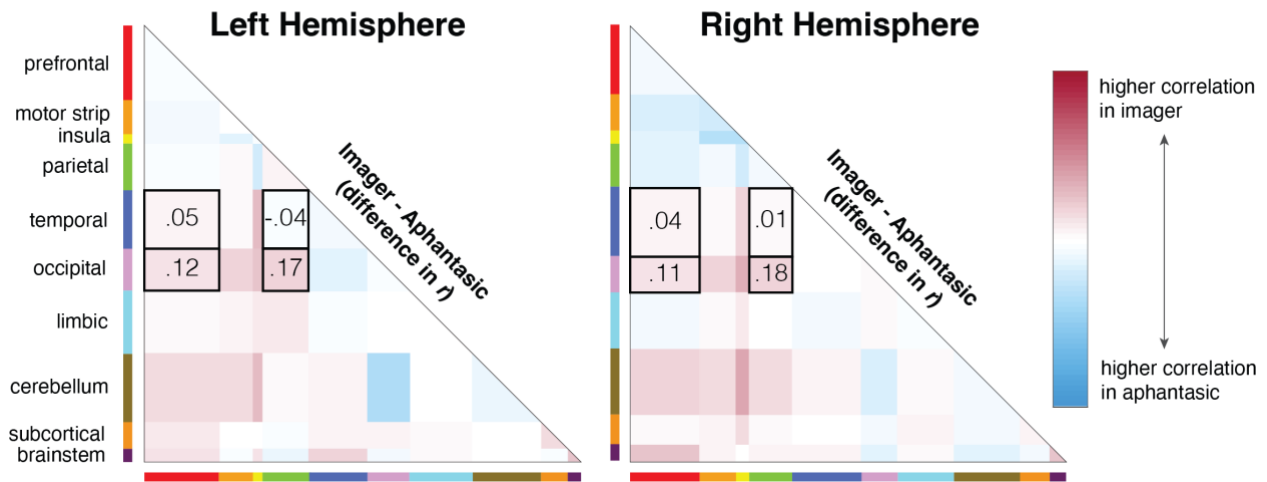 Left Hemisphere
Right Hemisphere
prefrontal
motor strip
insula
parietal
temporal
occipital
limbic
cerebellum
subcortical
brainstem
.05
-.04
.12
.17
Imager - Aphantasic
(difference in r)
.04
.01
.11
.18
Imager - Aphantasic
(difference in r)
higher correlation
in imager
higher correlation
in aphantasic